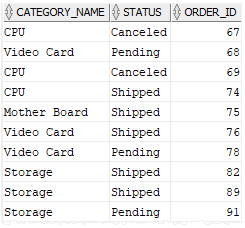 CATEGORY_NAME STATUS ORDER_ID
CPU Canceled 67
Video Card Pending 68
CPU Canceled 69
CPU Shipped 74
Mother Board Shipped 75
Video Card Shipped 76
Video Card Pending 78
Storage Shipped 82
Storage Shipped 89
Storage Pending 91